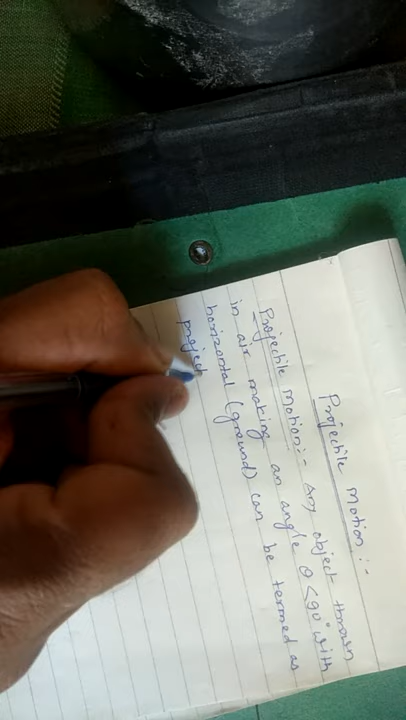 Projectile Motion :-
Projectile Motion:- Any object thrown
in air making an angle θ<90° with
horizontal (ground) can be termed as
project